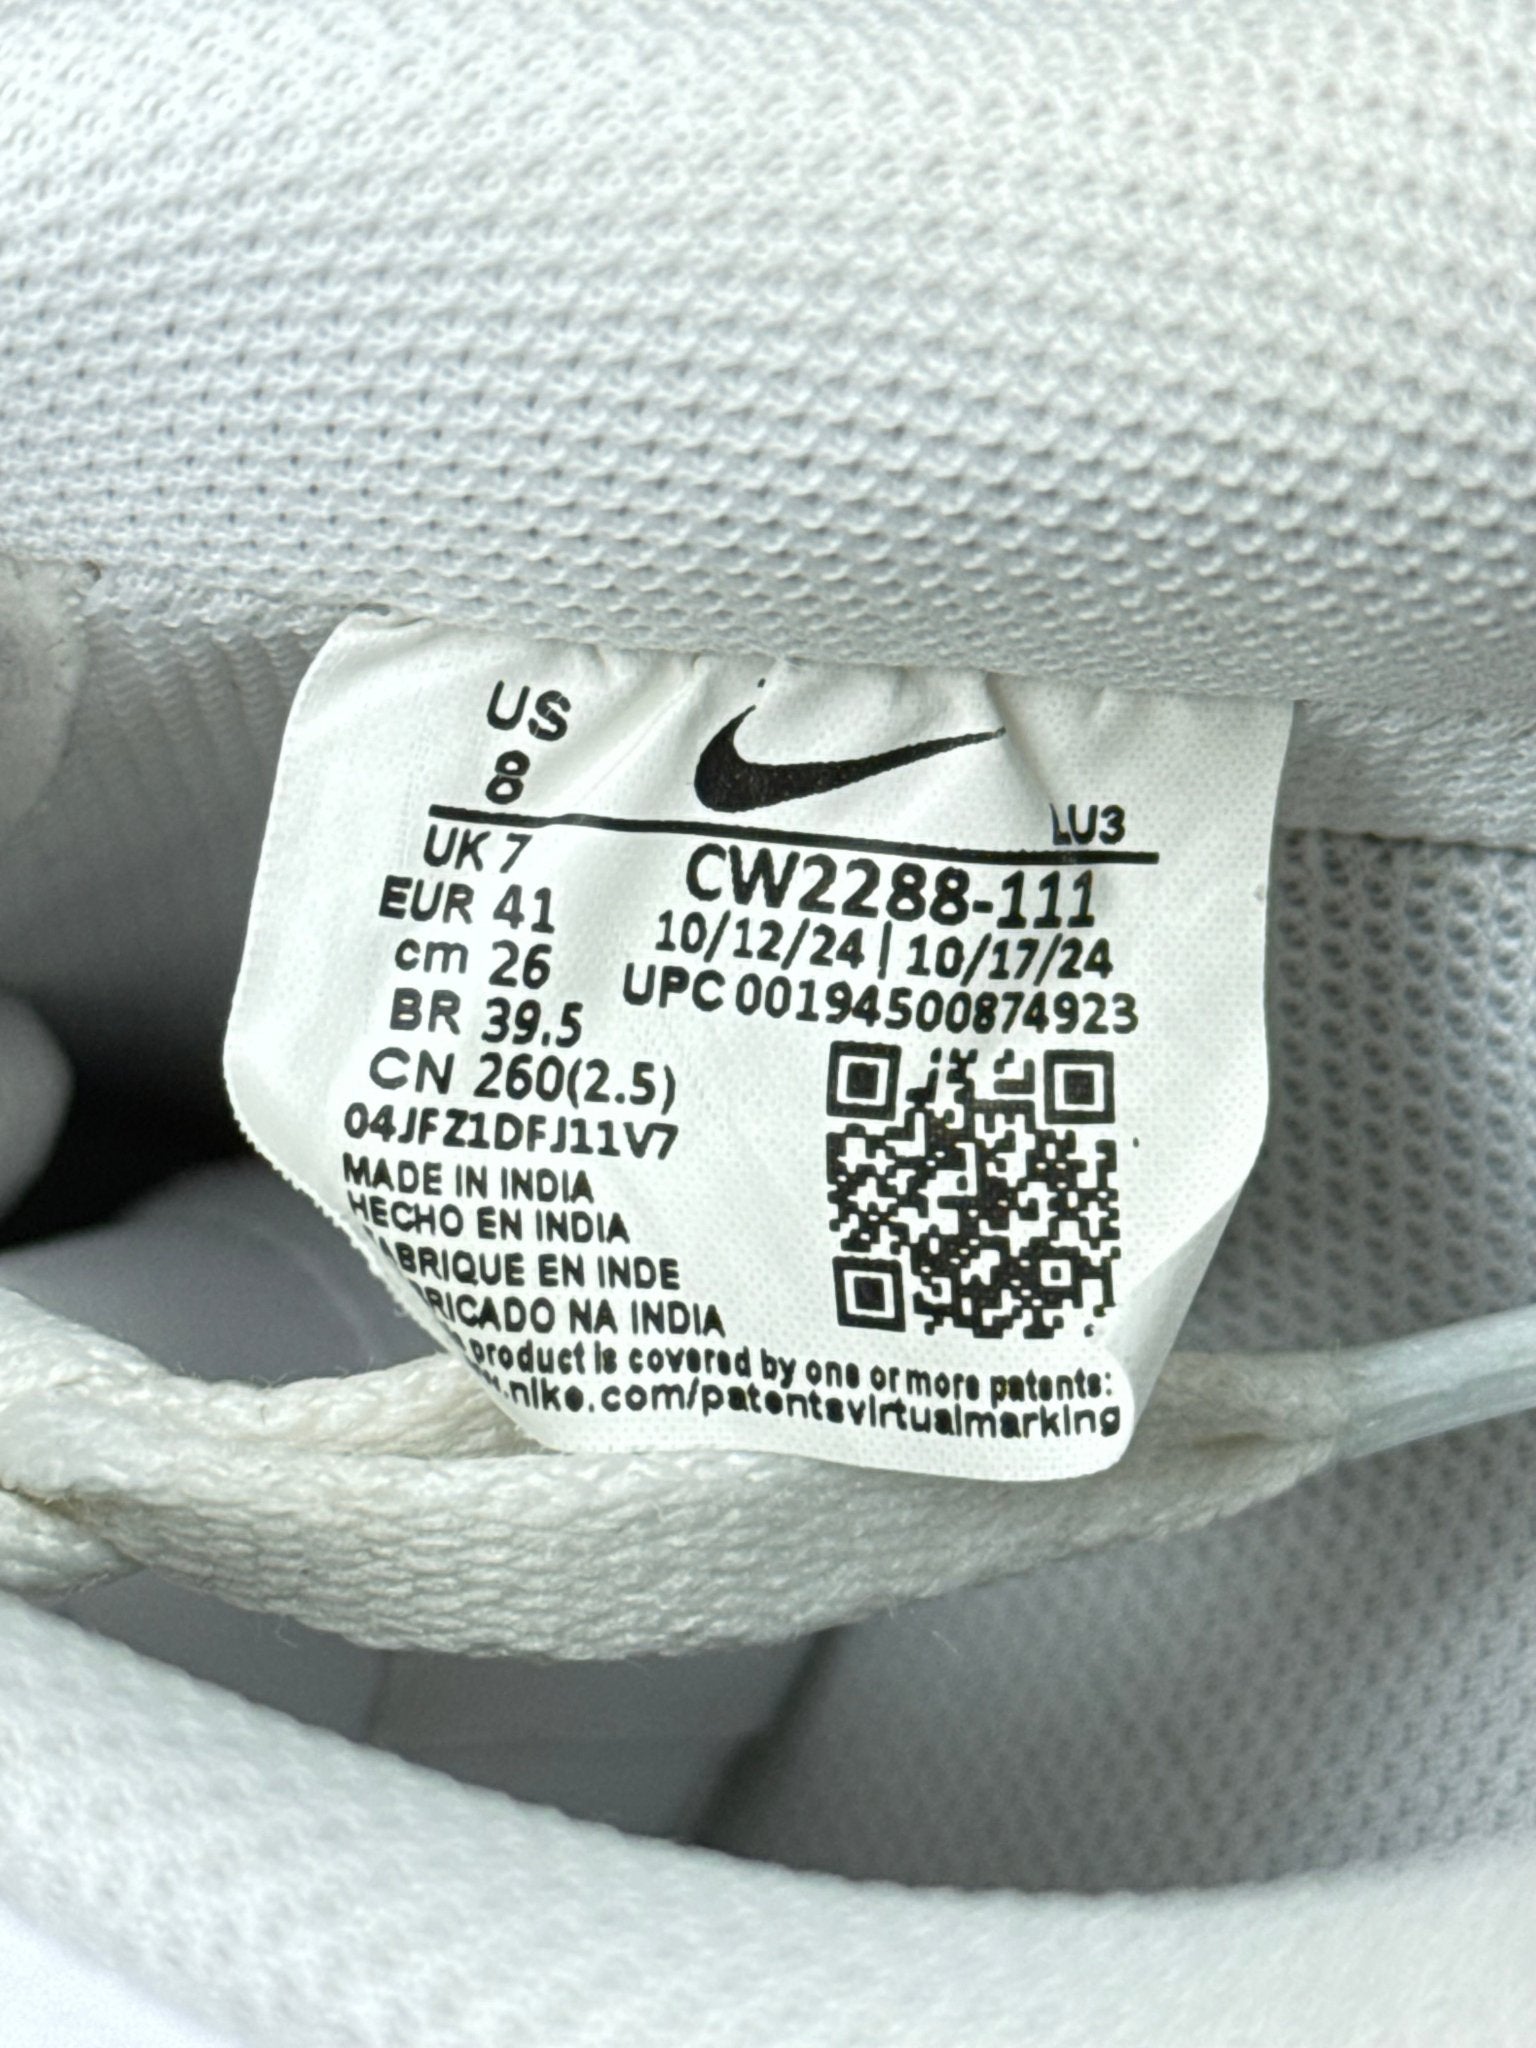 US
8
LU3
UK 7
EUR 41
cm 26
BR 39.5
CN 260(2.5)
04JFZ1DFJ11V7
CW2288-111
10/12/24 | 10/17/24
UPC 00194500874923
MADE IN INDIA
HECHO EN INDIA
FABRIQUE EN INDE
RICADO NA INDIA
product is covered by one or more patents:
.nike.com/patentsvirtualmarking